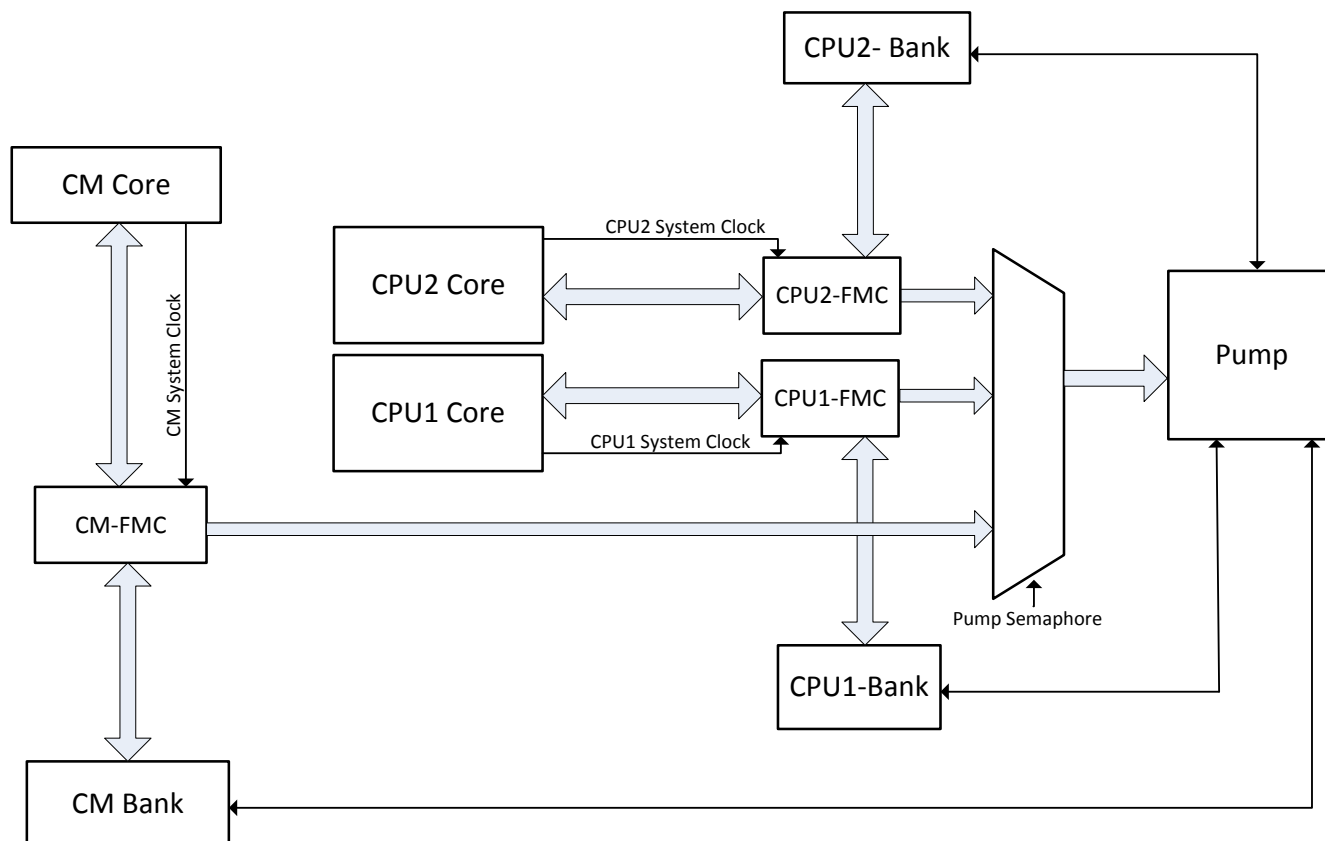 CPU2- Bank
CM Core
CPU2 System Clock
CPU2 Core
CPU2-FMC
CM System Clock
Pump
CPU1 Core
CPU1-FMC
CPU1 System Clock
CM-FMC
Pump Semaphore
CPU1-Bank
CM Bank